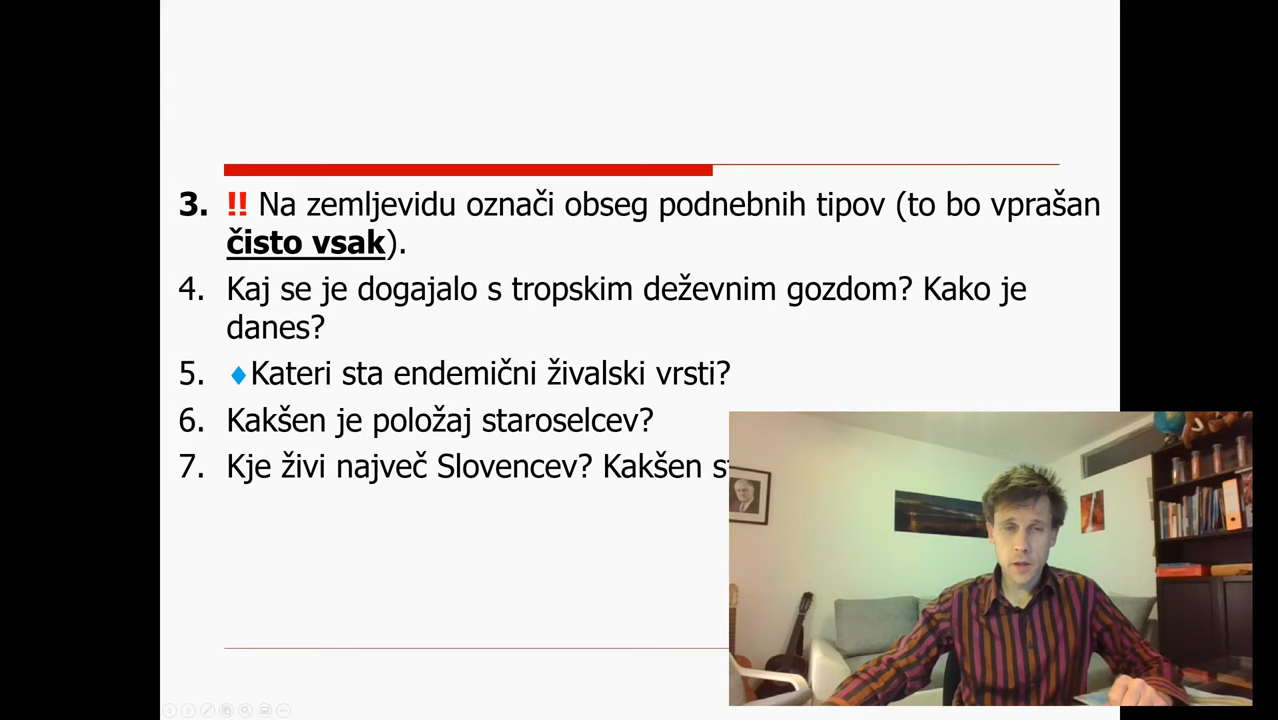 3. !! Na zemljevidu označi obseg podnebnih tipov (to bo vprašan
čisto vsak).
4. Kaj se je dogajalo s tropskim deževnim gozdom? Kako je
danes?
5. ♦Kateri sta endemični živalski vrsti?
6. Kakšen je položaj staroselcev?
7. Kje živi največ Slovencev? Kakšen